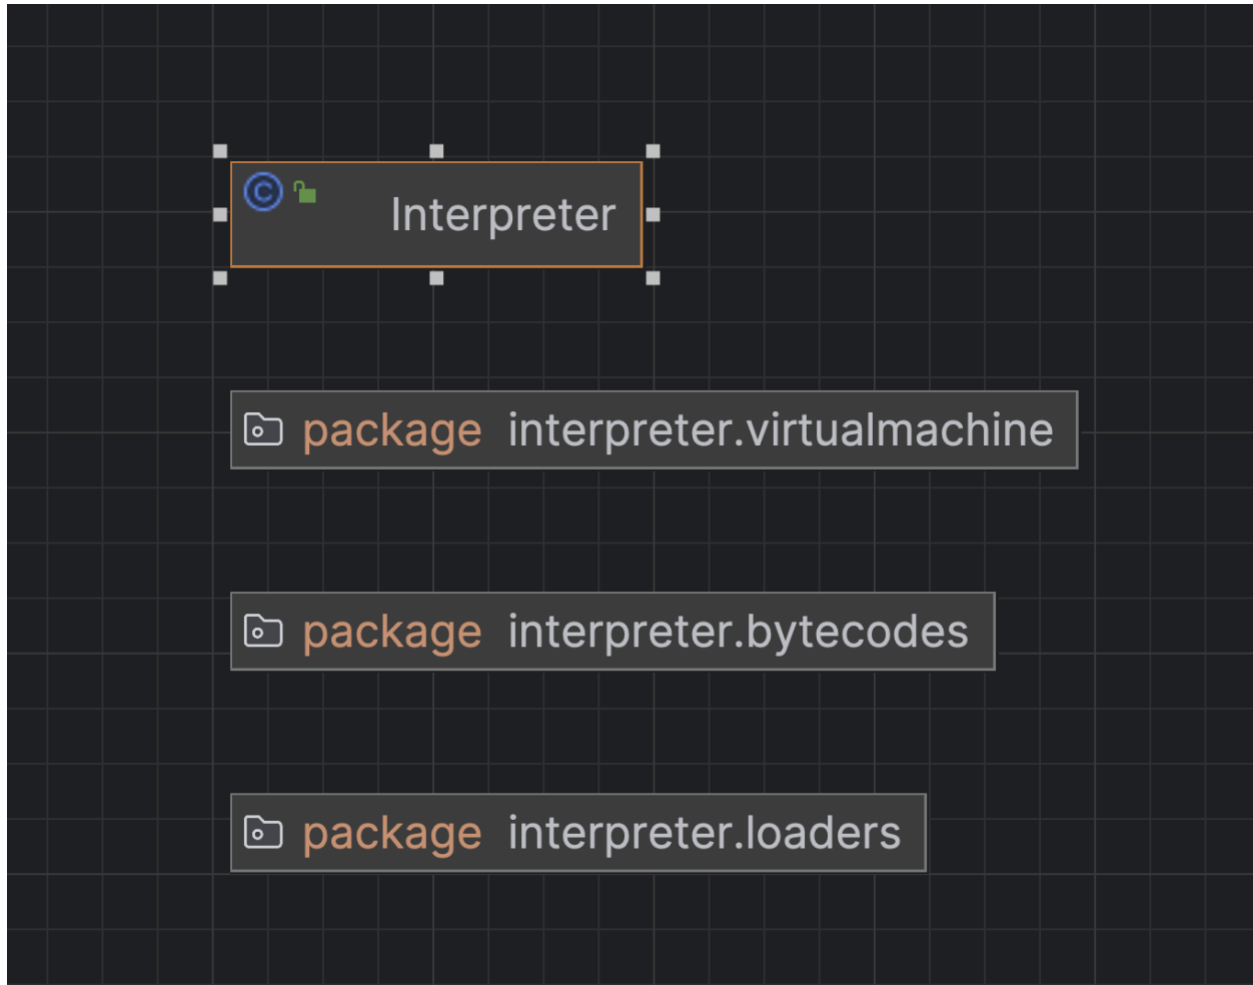 Interpreter
package interpreter.virtualmachine
package interpreter.bytecodes
package interpreter.loaders